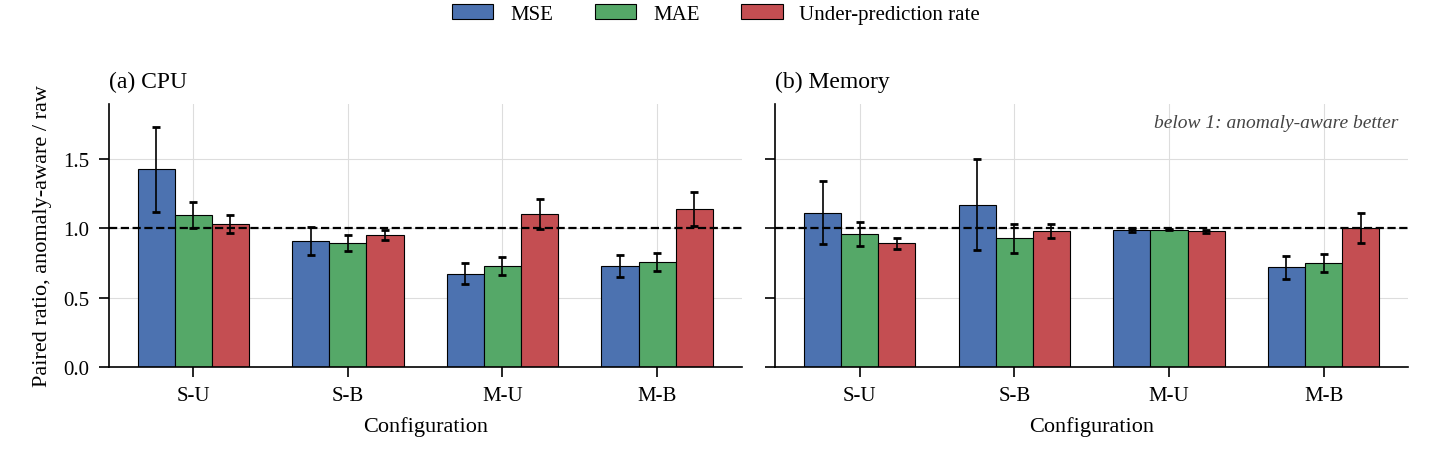 MSE MAE Under-prediction rate
(a) CPU
(b) Memory
Paired ratio, anomaly-aware / raw
below 1: anomaly-aware better
1.5
1.0
0.5
0.0
S-U S-B M-U M-B
S-U S-B M-U M-B
Configuration
Configuration